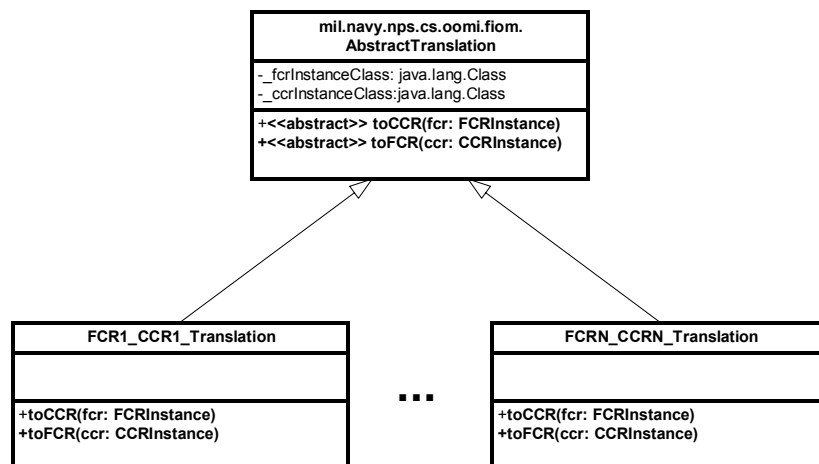 mil.navy.nps.cs.oomi.fiom.
AbstractTranslation
-_fcrInstanceClass: java.lang.Class
-_ccrInstanceClass:java.lang.Class
+<<abstract>> toCCR(fcr: FCRInstance)
+<<abstract>> toFCR(ccr: CCRInstance)
FCR1_CCR1_Translation
+toCCR(fcr: FCRInstance)
+toFCR(ccr: CCRInstance)
...
FCRN_CCRN_Translation
+toCCR(fcr: FCRInstance)
+toFCR(ccr: CCRInstance)